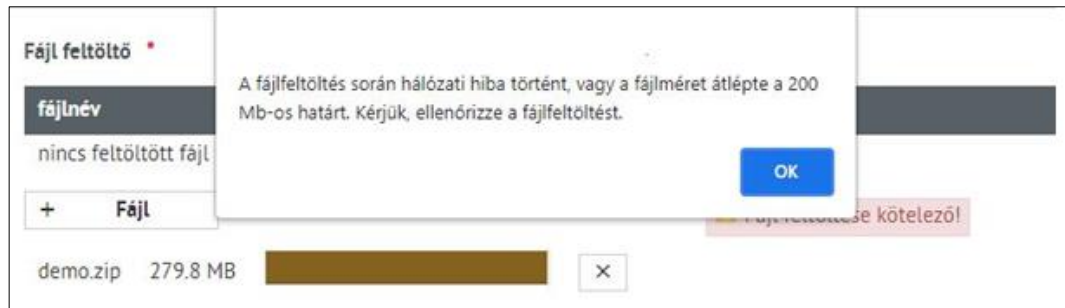 Fájl feltöltő *
A fájlfeltöltés során hálózati hiba történt, vagy a fájlméret átlépte a 200
Mb-os határt. Kérjük, ellenőrizze a fájlfeltöltést.
OK
fájlnév
nincs feltöltött fájl
+ Fájl
kötelező!
demo.zip 279.8 MB ×